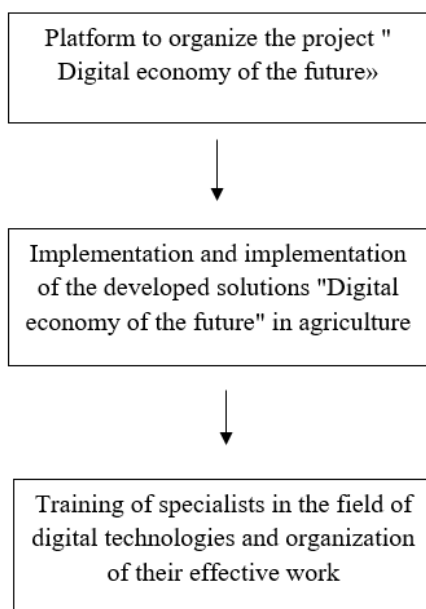 Platform to organize the project "
Digital economy of the future»
Implementation and implementation
of the developed solutions "Digital
economy of the future" in agriculture
Training of specialists in the field of
digital technologies and organization
of their effective work